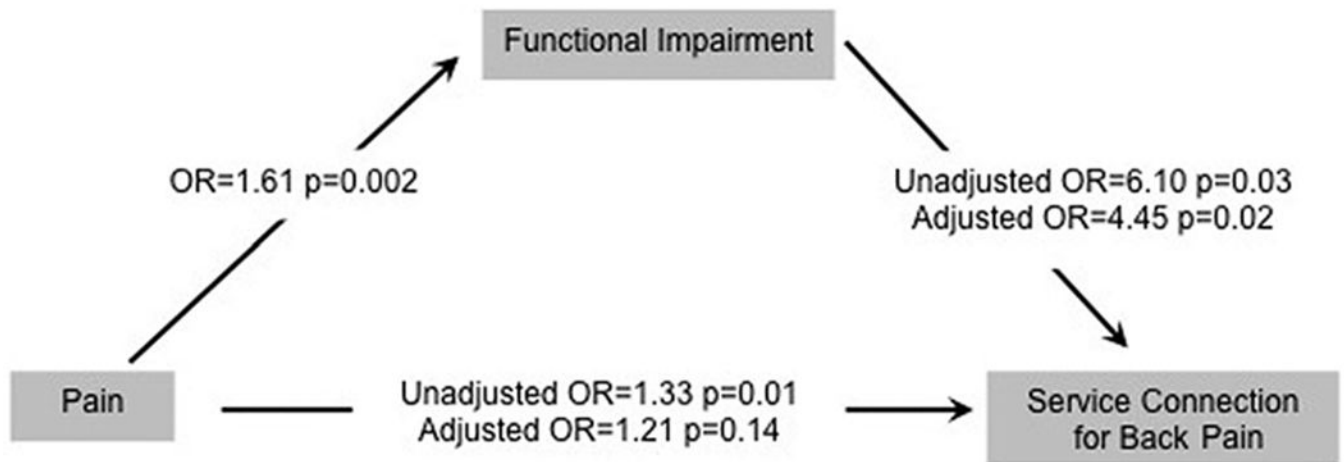 Functional Impairment
OR=1.61 p=0.002
Unadjusted OR=6.10 p=0.03
Adjusted OR=4.45 p=0.02
Pain
Unadjusted OR=1.33 p=0.01
Adjusted OR=1.21 p=0.14
Service Connection
for Back Pain